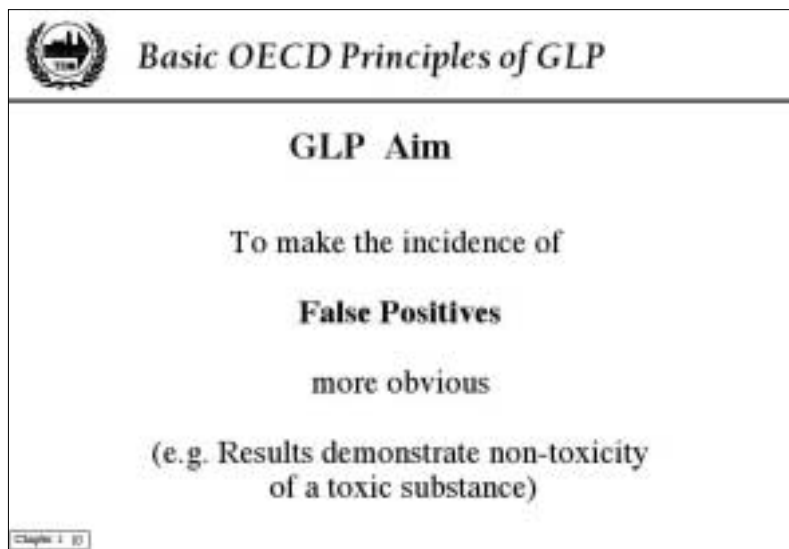 Basic OECD Principles of GLP
GLP Aim
To make the incidence of
False Positives
more obvious
(e.g. Results demonstrate non-toxicity
of a toxic substance)